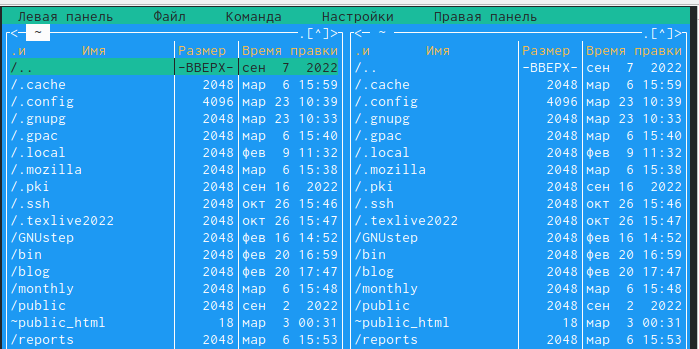 Левая панель Файл Команда Настройки Правая панель
<─ ~ .[^]> <─ ~ .[^]>
.и Имя Размер Время правки .и Имя Размер Время правки
/.. -ВВЕРХ- сен 7 2022 /.. -ВВЕРХ- сен 7 2022
/.cache 2048 мар 6 15:59 /.cache 2048 мар 6 15:59
/.config 4096 мар 23 10:39 /.config 4096 мар 23 10:39
/.gnupg 2048 мар 23 10:33 /.gnupg 2048 мар 23 10:33
/.gpac 2048 мар 6 15:40 /.gpac 2048 мар 6 15:40
/.local 2048 фев 9 11:32 /.local 2048 фев 9 11:32
/.mozilla 2048 мар 6 15:38 /.mozilla 2048 мар 6 15:38
/.pki 2048 сен 16 2022 /.pki 2048 сен 16 2022
/.ssh 2048 окт 26 15:46 /.ssh 2048 окт 26 15:46
/.texlive2022 2048 окт 26 15:47 /.texlive2022 2048 окт 26 15:47
/GNUstep 2048 фев 16 14:52 /GNUstep 2048 фев 16 14:52
/bin 2048 фев 20 16:59 /bin 2048 фев 20 16:59
/blog 2048 фев 20 17:47 /blog 2048 фев 20 17:47
/monthly 2048 мар 6 15:48 /monthly 2048 мар 6 15:48
/public 2048 сен 2 2022 /public 2048 сен 2 2022
~public_html 18 мар 3 00:31 ~public_html 18 мар 3 00:31
/reports 2048 мар 6 15:53 /reports 2048 мар 6 15:53